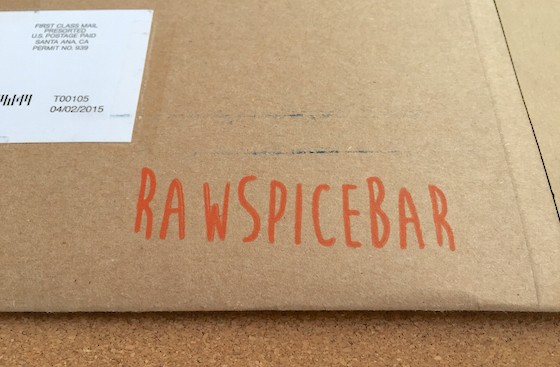 FIRST CLASS MAIL
PRESORTED
U.S. POSTAGE PAID
SANTA ANA, CA
PERMIT NO. 939
T00105
04/02/2015
RAWSPICEBAR